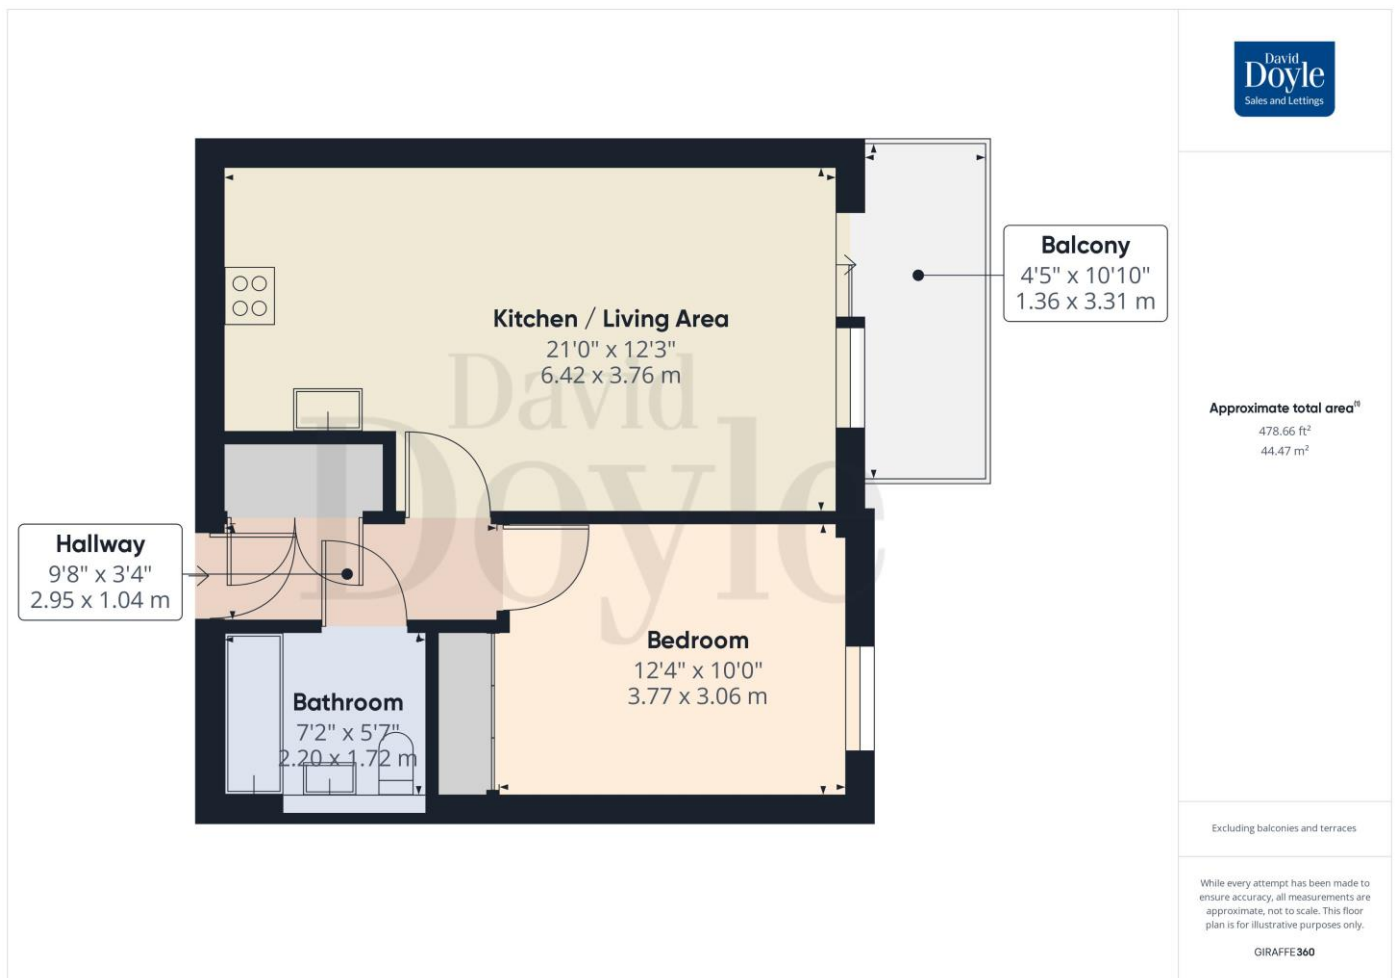 David
Doyle
Sales and Lettings
Balcony
4'5" x 10'10"
1.36 x 3.31 m
Kitchen / Living Area
21'0" x 12'3"
6.42 x 3.76 m
David
Doyle
Approximate total area⁽¹⁾
478.66 ft²
44.47 m²
Hallway
9'8" x 3'4"
2.95 x 1.04 m
Bedroom
12'4" x 10'0"
3.77 x 3.06 m
Bathroom
7'2" x 5'7"
2.20 x 1.72 m
Excluding balconies and terraces
While every attempt has been made to
ensure accuracy, all measurements are
approximate, not to scale. This floor
plan is for illustrative purposes only.
GIRAFFE360